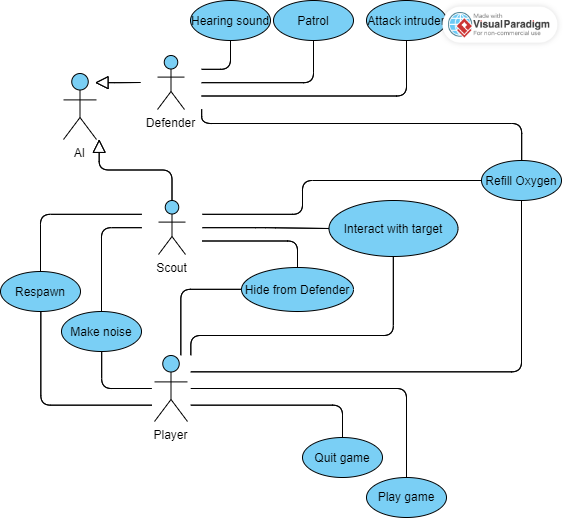 Hearing sound
Patrol
Attack intruder
Made with
Visual Paradigm
For non-commercial use
Defender
AI
Refill Oxygen
Interact with target
Scout
Respawn
Hide from Defender
Make noise
Player
Quit game
Play game